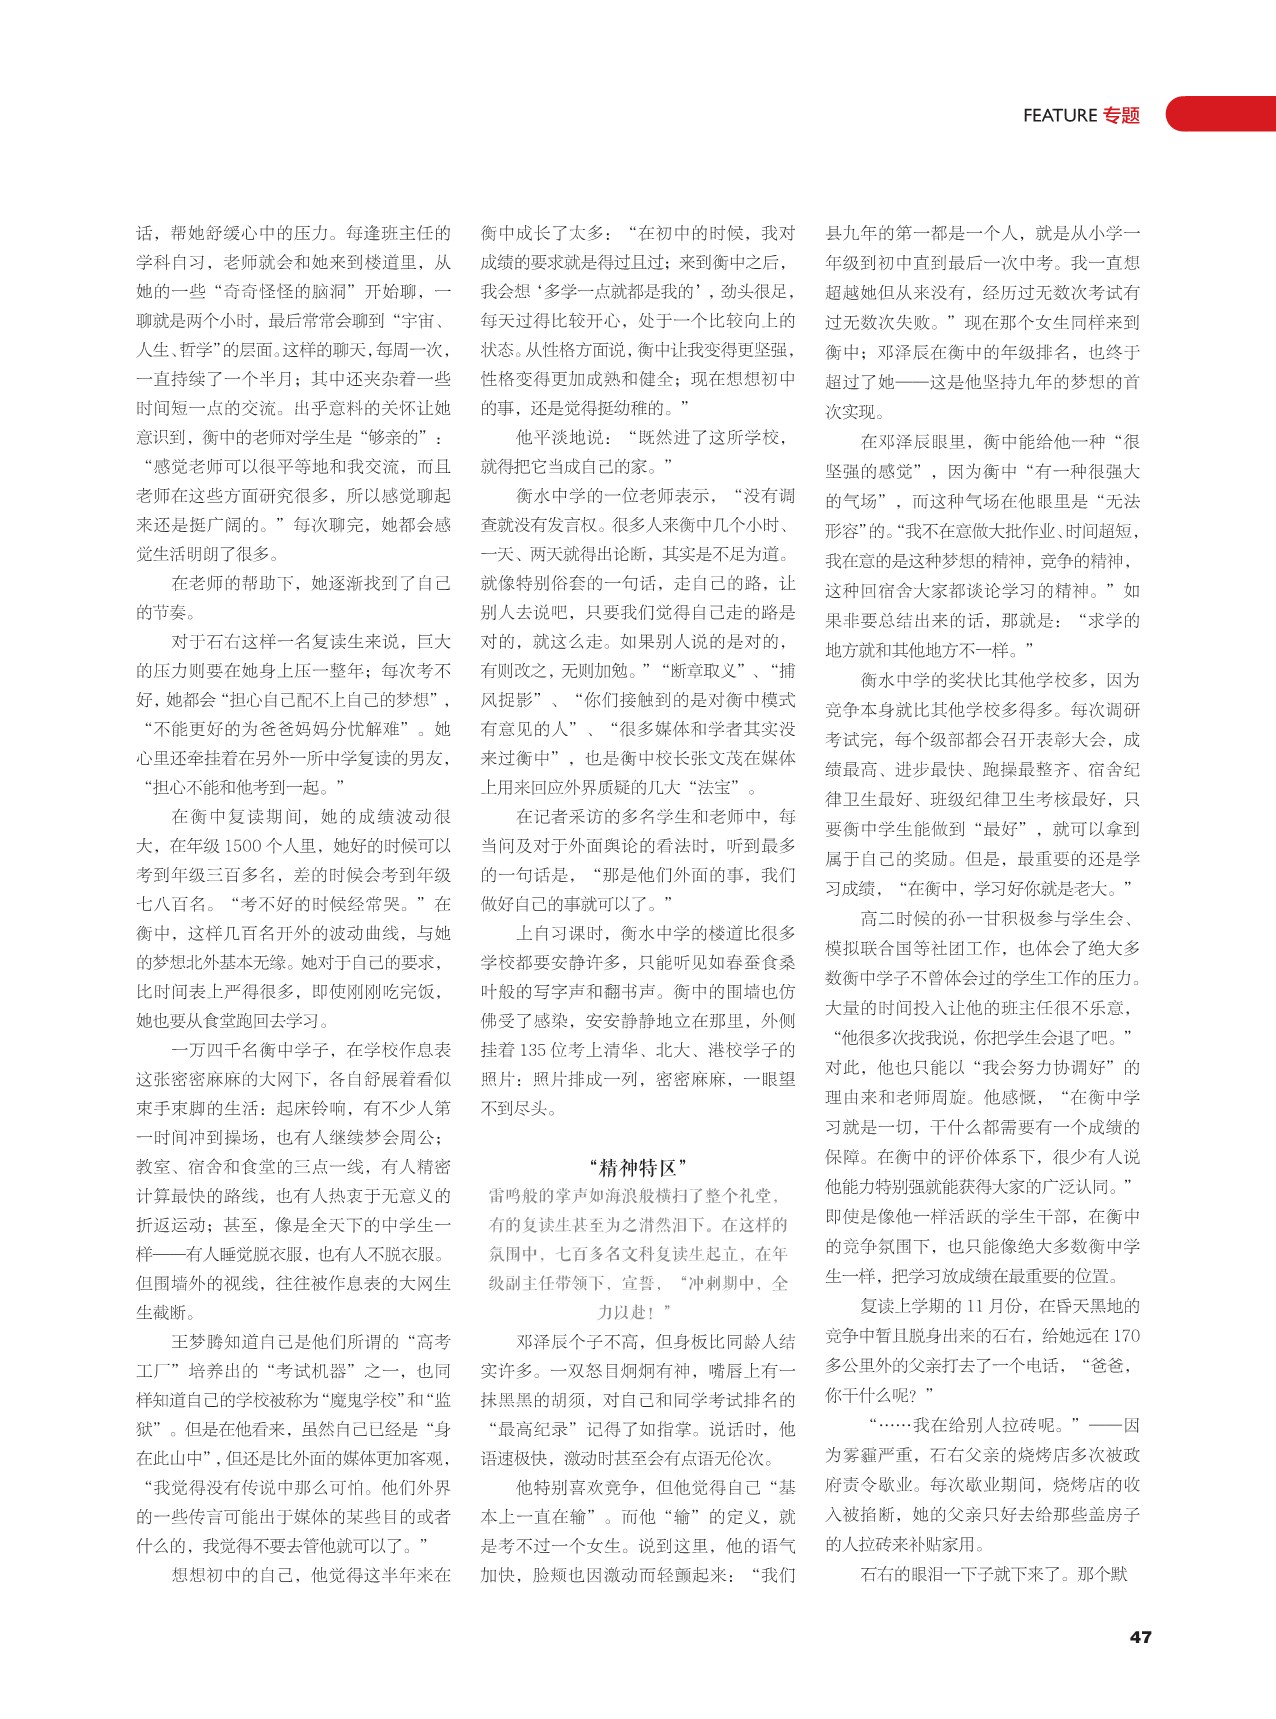 FEATURE 专题
话，帮她舒缓心中的压力。每逢班主任的
学科自习，老师就会和她来到楼道里，从
她的一些“奇奇怪怪的脑洞”开始聊，一
聊就是两个小时，最后常常会聊到“宇宙、
人生、哲学”的层面。这样的聊天，每周一次，
一直持续了一个半月；其中还夹杂着一些
时间短一点的交流。出乎意料的关怀让她
意识到，衡中的老师对学生是“够亲的”：
“感觉老师可以很平等地和我交流，而且
老师在这些方面研究很多，所以感觉聊起
来还是挺广阔的。”每次聊完，她都会感
觉生活明朗了很多。
在老师的帮助下，她逐渐找到了自己
的节奏。
对于石右这样一名复读生来说，巨大
的压力则要在她身上压一整年；每次考不
好，她都会“担心自己配不上自己的梦想”，
“不能更好的为爸爸妈妈分忧解难”。她
心里还牵挂着在另外一所中学复读的男友，
“担心不能和他考到一起。”
在衡中复读期间，她的成绩波动很
大，在年级 1500 个人里，她好的时候可以
考到年级三百多名，差的时候会考到年级
七八百名。“考不好的时候经常哭。”在
衡中，这样几百名开外的波动曲线，与她
的梦想北外基本无缘。她对于自己的要求，
比时间表上严得很多，即使刚刚吃完饭，
她也要从食堂跑回去学习。
一万四千名衡中学子，在学校作息表
这张密密麻麻的大网下，各自舒展着看似
束手束脚的生活：起床铃响，有不少人第
一时间冲到操场，也有人继续梦会周公；
教室、宿舍和食堂的三点一线，有人精密
计算最快的路线，也有人热衷于无意义的
折返运动；甚至，像是全天下的中学生一
样——有人睡觉脱衣服，也有人不脱衣服。
但围墙外的视线，往往被作息表的大网生
生截断。
王梦腾知道自己是他们所谓的“高考
工厂”培养出的“考试机器”之一，也同
样知道自己的学校被称为“魔鬼学校”和“监
狱”。但是在他看来，虽然自己已经是“身
在此山中”，但还是比外面的媒体更加客观，
“我觉得没有传说中那么可怕。他们外界
的一些传言可能出于媒体的某些目的或者
什么的，我觉得不要去管他就可以了。”
想想初中的自己，他觉得这半年来在
衡中成长了太多：“在初中的时候，我对
成绩的要求就是得过且过；来到衡中之后，
我会想‘多学一点就都是我的’，劲头很足，
每天过得比较开心，处于一个比较向上的
状态。从性格方面说，衡中让我变得更坚强，
性格变得更加成熟和健全；现在想想初中
的事，还是觉得挺幼稚的。”
他平淡地说：“既然进了这所学校，
就得把它当成自己的家。”
衡水中学的一位老师表示，“没有调
查就没有发言权。很多人来衡中几个小时、
一天、两天就得出论断，其实是不足为道。
就像特别俗套的一句话，走自己的路，让
别人去说吧，只要我们觉得自己走的路是
对的，就这么走。如果别人说的是对的，
有则改之，无则加勉。”“断章取义”、“捕
风捉影”、“你们接触到的是对衡中模式
有意见的人”、“很多媒体和学者其实没
来过衡中”，也是衡中校长张文茂在媒体
上用来回应外界质疑的几大“法宝”。
在记者采访的多名学生和老师中，每
当问及对于外面舆论的看法时，听到最多
的一句话是，“那是他们外面的事，我们
做好自己的事就可以了。”
上自习课时，衡水中学的楼道比很多
学校都要安静许多，只能听见如春蚕食桑
叶般的写字声和翻书声。衡中的围墙也仿
佛受了感染，安安静静地立在那里，外侧
挂着 135 位考上清华、北大、港校学子的
照片：照片排成一列，密密麻麻，一眼望
不到尽头。
“精神特区”
雷鸣般的掌声如海浪般横扫了整个礼堂，
有的复读生甚至为之潸然泪下。在这样的
氛围中，七百多名文科复读生起立，在年
级副主任带领下，宣誓，“冲刺期中，全
力以赴！”
邓泽辰个子不高，但身板比同龄人结
实许多。一双怒目炯炯有神，嘴唇上有一
抹黑黑的胡须，对自己和同学考试排名的
“最高纪录”记得了如指掌。说话时，他
语速极快，激动时甚至会有点语无伦次。
他特别喜欢竞争，但他觉得自己“基
本上一直在输”。而他“输”的定义，就
是考不过一个女生。说到这里，他的语气
加快，脸颊也因激动而轻颤起来：“我们
县九年的第一都是一个人，就是从小学一
年级到初中直到最后一次中考。我一直想
超越她但从来没有，经历过无数次考试有
过无数次失败。”现在那个女生同样来到
衡中；邓泽辰在衡中的年级排名，也终于
超过了她——这是他坚持九年的梦想的首
次实现。
在邓泽辰眼里，衡中能给他一种“很
坚强的感觉”，因为衡中“有一种很强大
的气场”，而这种气场在他眼里是“无法
形容”的。“我不在意做大批作业、时间超短，
我在意的是这种梦想的精神，竞争的精神，
这种回宿舍大家都谈论学习的精神。”如
果非要总结出来的话，那就是：“求学的
地方就和其他地方不一样。”
衡水中学的奖状比其他学校多，因为
竞争本身就比其他学校多得多。每次调研
考试完，每个级部都会召开表彰大会，成
绩最高、进步最快、跑操最整齐、宿舍纪
律卫生最好、班级纪律卫生考核最好，只
要衡中学生能做到“最好”，就可以拿到
属于自己的奖励。但是，最重要的还是学
习成绩，“在衡中，学习好你就是老大。”
高二时候的孙一甘积极参与学生会、
模拟联合国等社团工作，也体会了绝大多
数衡中学子不曾体会过的学生工作的压力。
大量的时间投入让他的班主任很不乐意，
“他很多次找我说，你把学生会退了吧。”
对此，他也只能以“我会努力协调好”的
理由来和老师周旋。他感慨，“在衡中学
习就是一切，干什么都需要有一个成绩的
保障。在衡中的评价体系下，很少有人说
他能力特别强就能获得大家的广泛认同。”
即使是像他一样活跃的学生干部，在衡中
的竞争氛围下，也只能像绝大多数衡中学
生一样，把学习放成绩在最重要的位置。
复读上学期的 11 月份，在昏天黑地的
竞争中暂且脱身出来的石右，给她远在 170
多公里外的父亲打去了一个电话，“爸爸，
你干什么呢？”
“……我在给别人拉砖呢。”——因
为雾霾严重，石右父亲的烧烤店多次被政
府责令歇业。每次歇业期间，烧烤店的收
入被掐断，她的父亲只好去给那些盖房子
的人拉砖来补贴家用。
石右的眼泪一下子就下来了。那个默
47